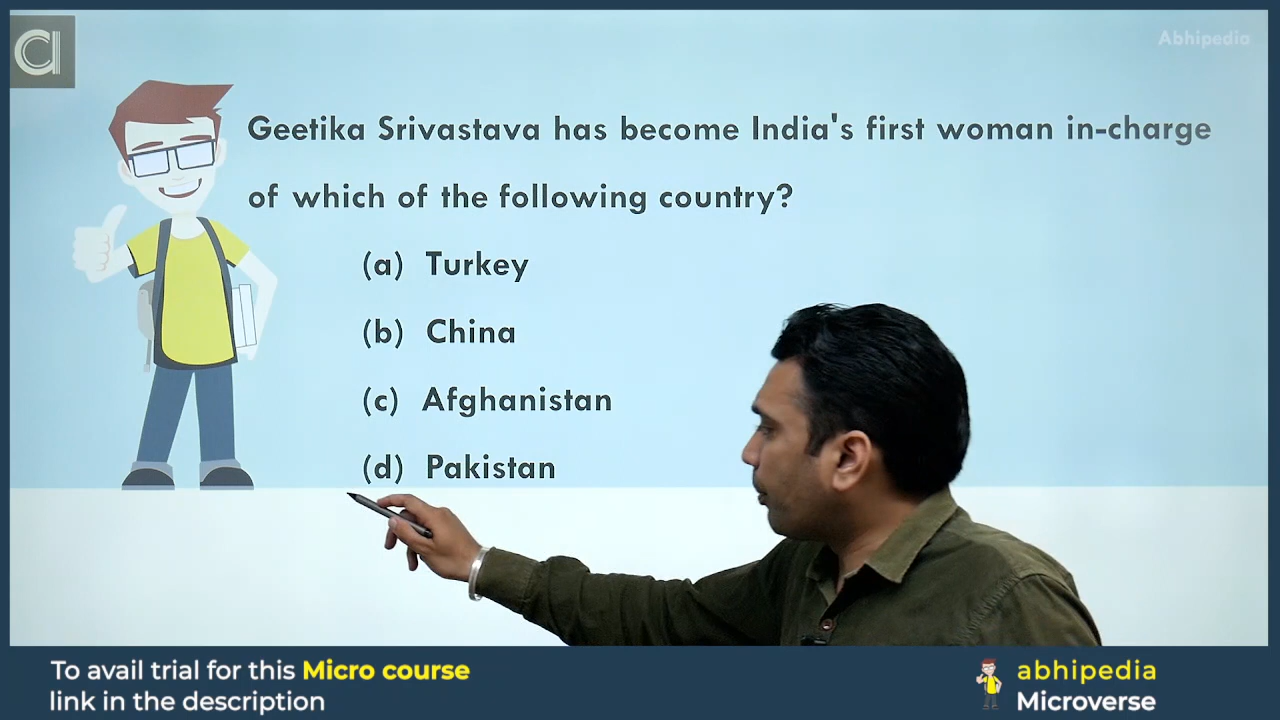 Abhipedia
Geetika Srivastava has become India's first woman in-charge
of which of the following country?
(a) Turkey
(b) China
(c) Afghanistan
(d) Pakistan
To avail trial for this Micro course
link in the description
abhipedia
Microverse